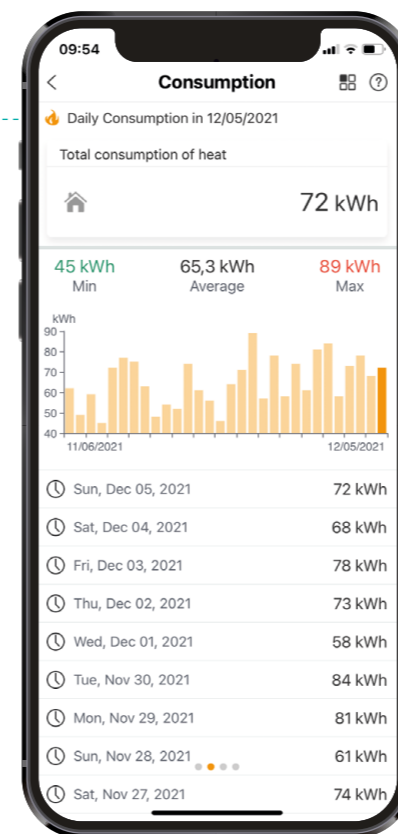 09:54
Consumption
?
Daily Consumption in 12/05/2021
Total consumption of heat
72 kWh
45 kWh 65,3 kWh 89 kWh
Min Average Max
kWh
90
80
70
60
50
40
11/06/2021 12/05/2021
Sun, Dec 05, 2021 72 kWh
Sat, Dec 04, 2021 68 kWh
Fri, Dec 03, 2021 78 kWh
Thu, Dec 02, 2021 73 kWh
Wed, Dec 01, 2021 58 kWh
Tue, Nov 30, 2021 84 kWh
Mon, Nov 29, 2021 81 kWh
Sun, Nov 28, 2021 61 kWh
Sat, Nov 27, 2021 74 kWh